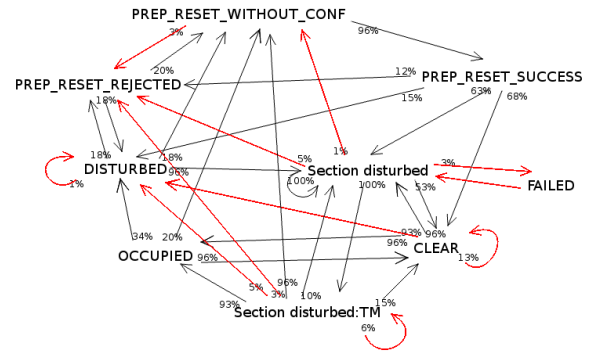 PREP_RESET_WITHOUT_CONF
3% 96%
20% 12% PREP_RESET_SUCCESS
PREP_RESET_REJECTED
18% 15% 63% 68%
18% 18% 5% 1% 3%
DISTURBED 96% Section disturbed
1% 100% 100% 53% FAILED
34% 20% 93% 96%
96% CLEAR
OCCUPIED 96% 13%
96%
5% 3% 10%
93% 15%
Section disturbed:TM
6%